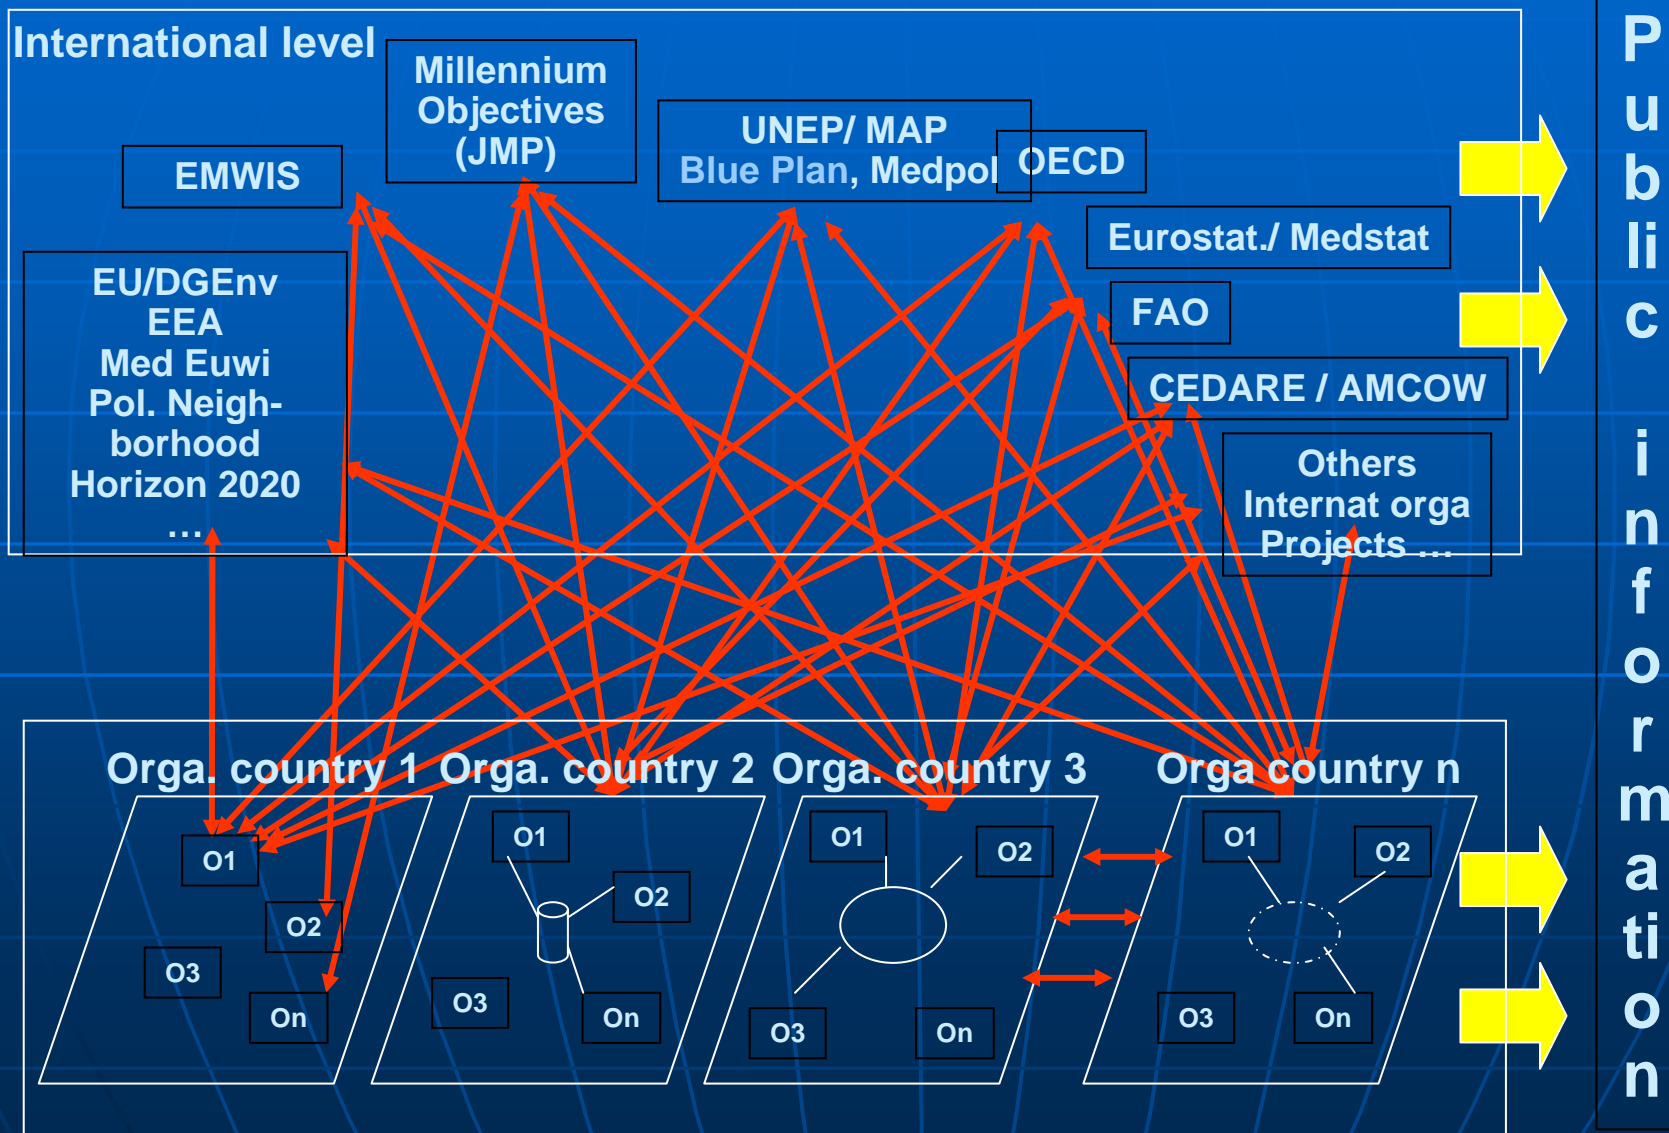 International level
Millennium
Objectives
(JMP)
UNEP/ MAP
Blue Plan, Medpol
OECD
EMWIS
Eurostat./ Medstat
EU/DGEnv
EEA
Med Euwi
Pol. Neigh-
borhood
Horizon 2020
...
FAO
CEDARE / AMCOW
Others
Internat orga
Projects ...
Orga. country 1
Orga. country 2
Orga. country 3
Orga country n
O1
O2
O3
On
O1
O2
O3
On
O1
O2
O3
On
O1
O2
O3
On
Public information